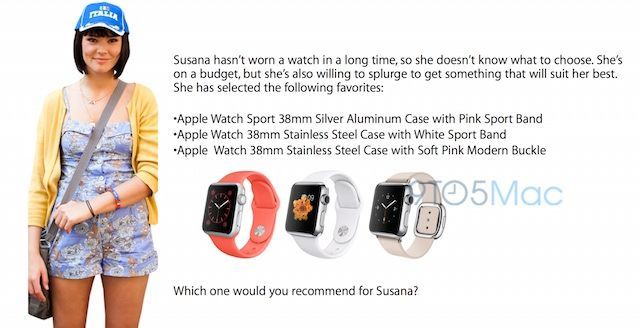 ITALIA
Susana hasn't worn a watch in a long time, so she doesn't know what to choose. She's
on a budget, but she's also willing to splurge to get something that will suit her best.
She has selected the following favorites:
•Apple Watch Sport 38mm Silver Aluminum Case with Pink Sport Band
•Apple Watch 38mm Stainless Steel Case with White Sport Band
•Apple  Watch 38mm Stainless Steel Case with Soft Pink Modern Buckle
9TO5Mac
Which one would you recommend for Susana?